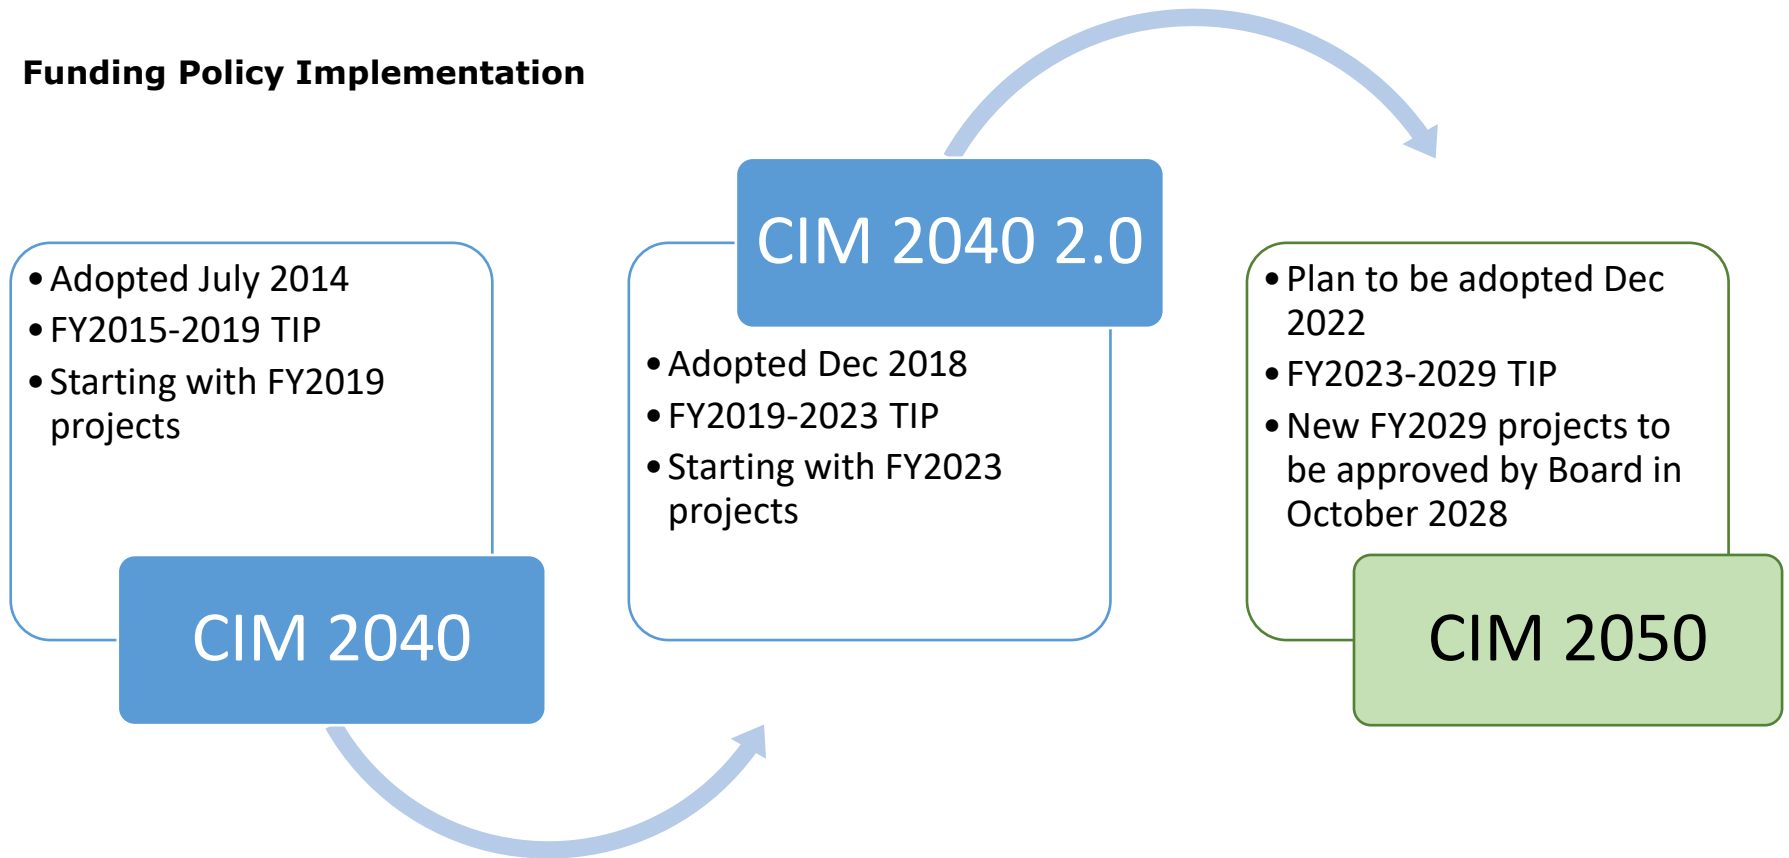 Funding Policy Implementation
• Adopted July 2014
• FY2015-2019 TIP
• Starting with FY2019
projects
CIM 2040
CIM 2040 2.0
• Adopted Dec 2018
• FY2019-2023 TIP
• Starting with FY2023
projects
• Plan to be adopted Dec
2022
• FY2023-2029 TIP
• New FY2029 projects to
be approved by Board in
October 2028
CIM 2050